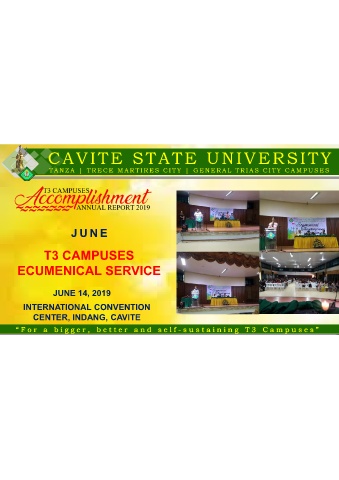 CAVITE STATE UNIVERSITY
TANZA | TRECE MARTIRES CITY | GENERAL TRIAS CITY CAMPUSES
T3 CAMPUSES
Accomplishment
ANNUAL REPORT 2019
JUNE
T3 CAMPUSES
ECUMENICAL SERVICE
JUNE 14, 2019
INTERNATIONAL CONVENTION
CENTER, INDANG, CAVITE
"For a bigger, better and self-sustaining T3 Campuses"